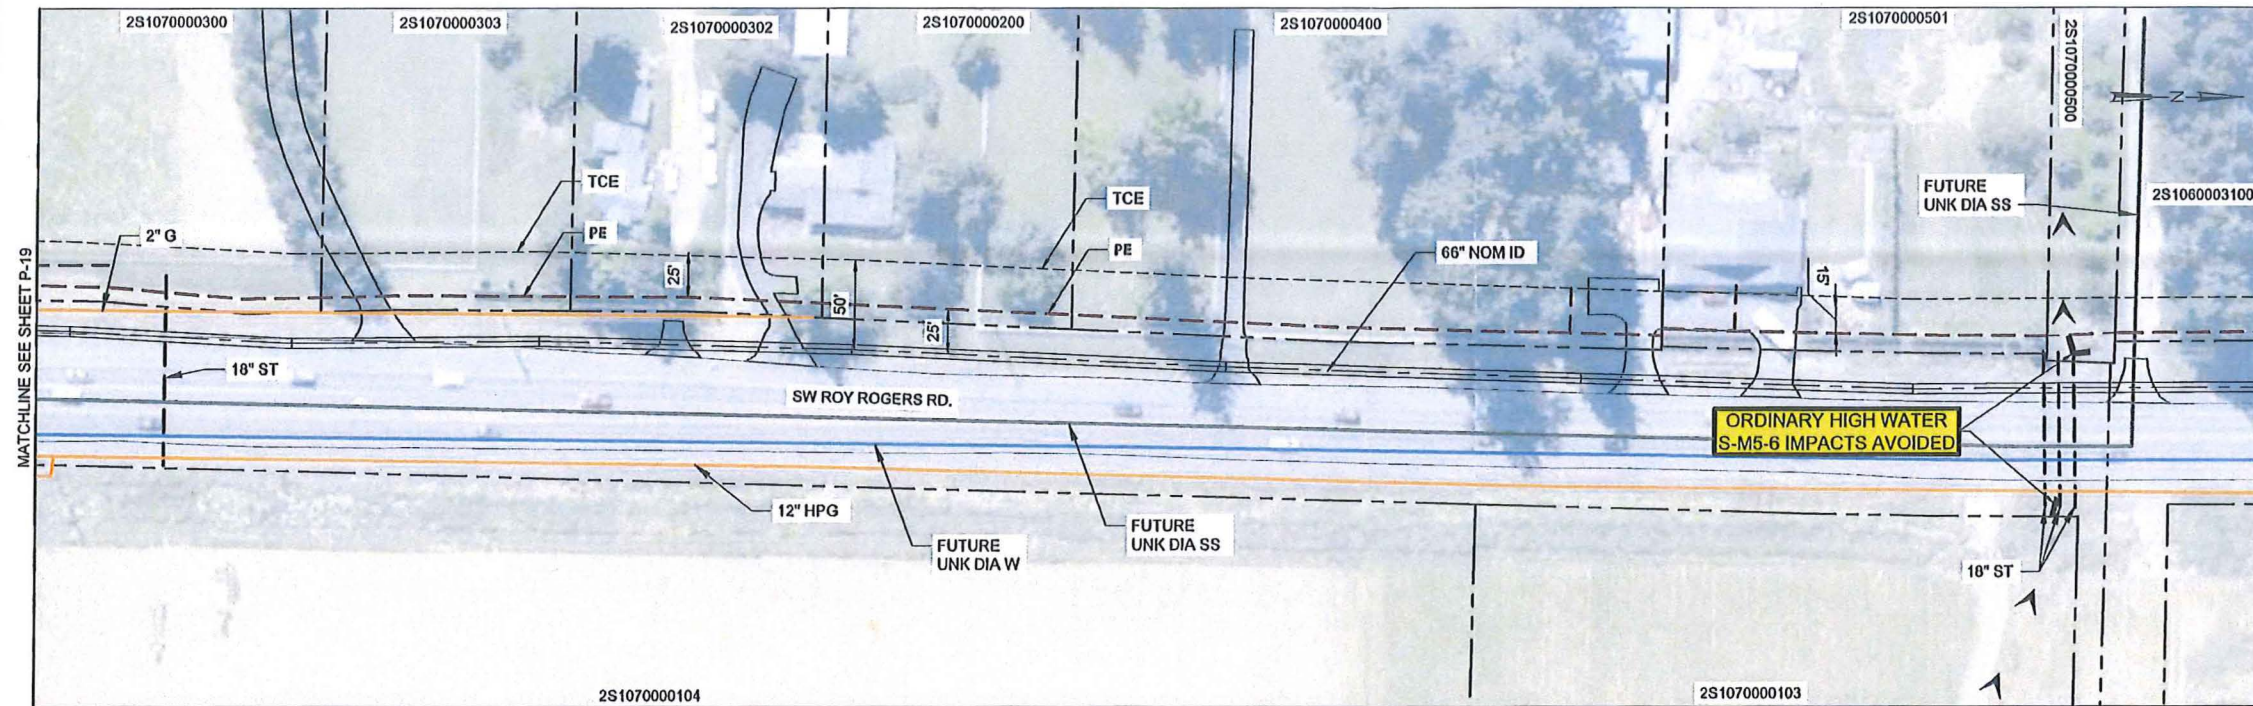 2S1070000300
2S1070000303
2S1070000302
2S1070000200
2S1070000400
2S1070000501
2S1070000500
N
2S1060003100
FUTURE
UNK DIA SS
TCE
TCE
2" G
PE
PE
66" NOM ID
25'
50'
25'
15'
MATCHLINE SEE SHEET P-19
18" ST
SW ROY ROGERS RD.
ORDINARY HIGH WATER
S-M5-6 IMPACTS AVOIDED
12" HPG
FUTURE
UNK DIA W
FUTURE
UNK DIA SS
18" ST
2S1070000104
2S1070000103